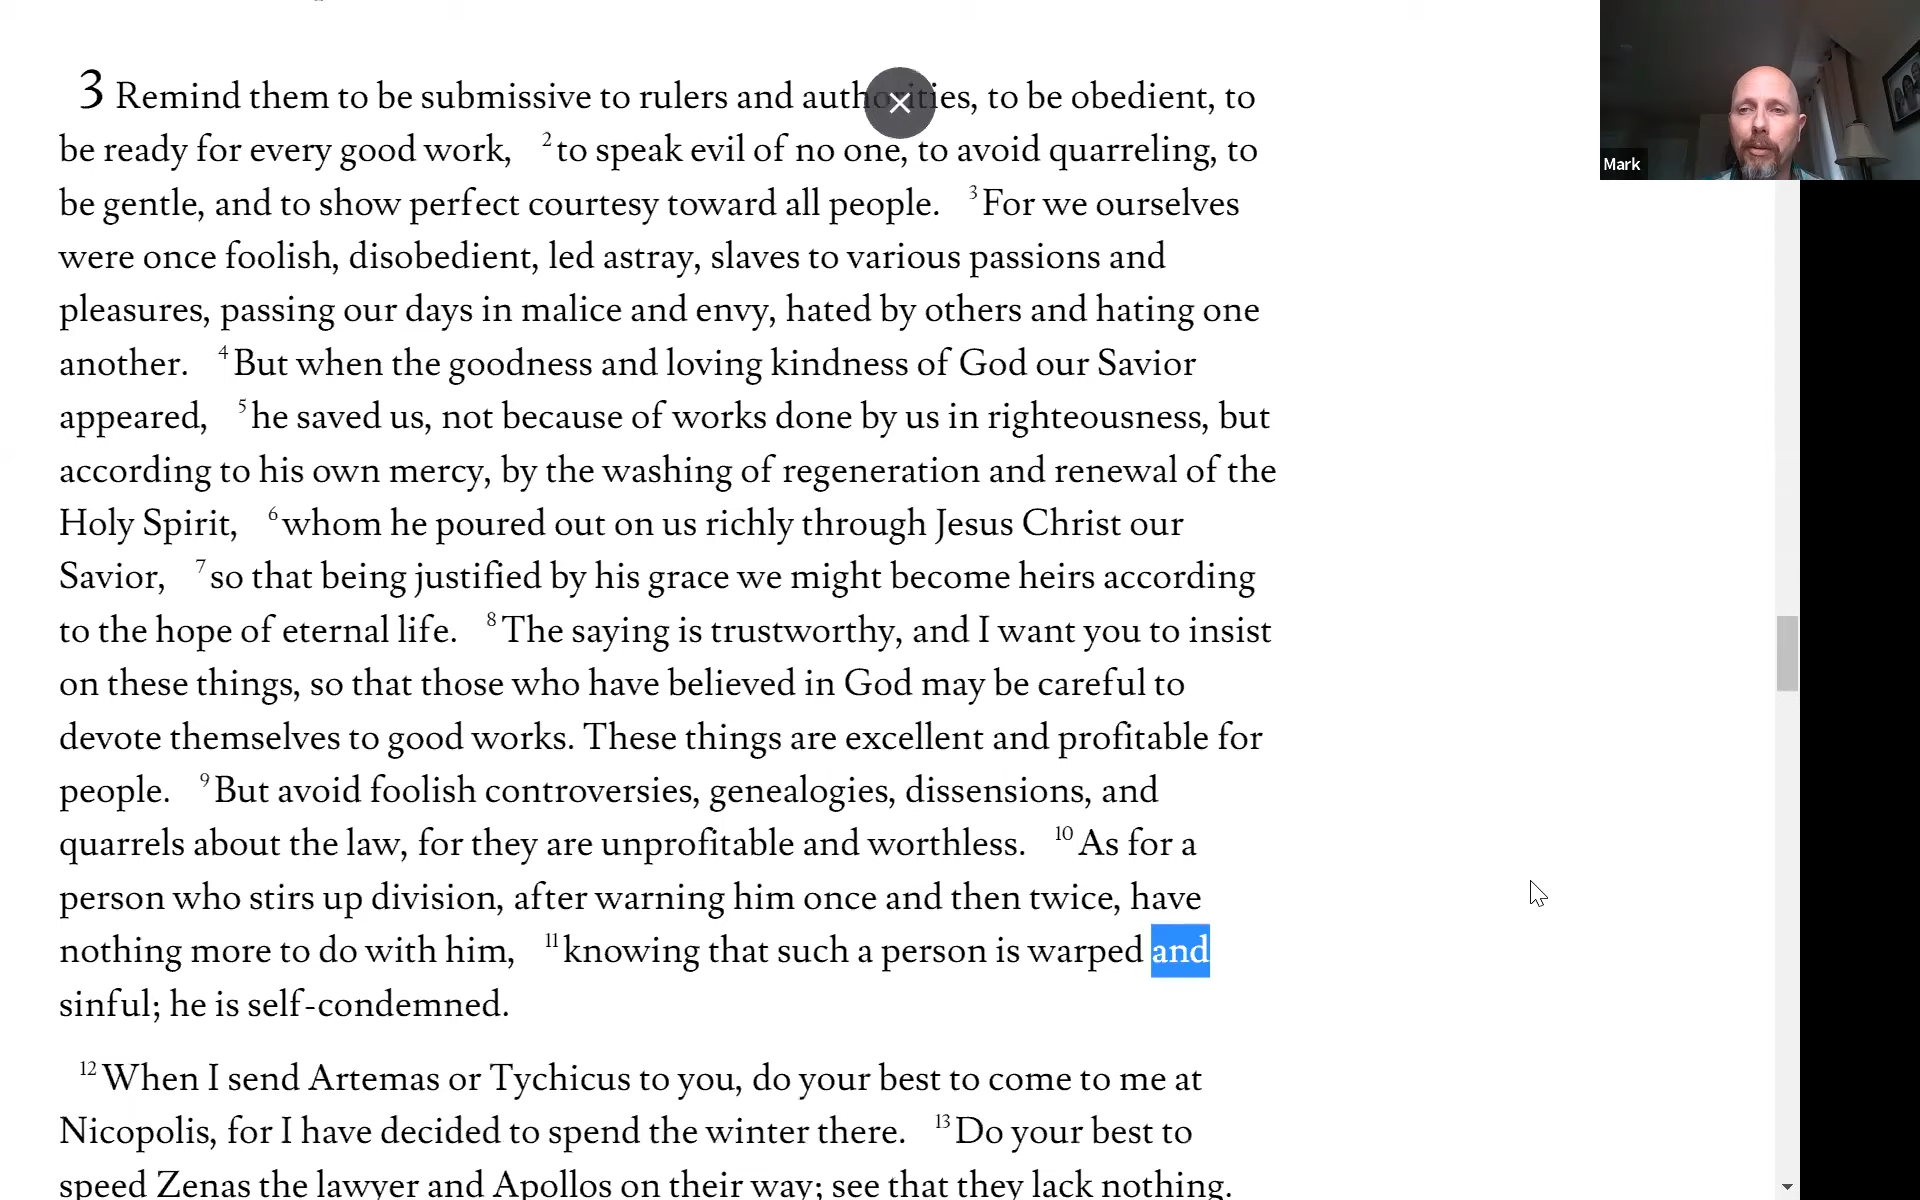 3 Remind them to be submissive to rulers and authorities, to be obedient, to
be ready for every good work, 2 to speak evil of no one, to avoid quarreling, to
be gentle, and to show perfect courtesy toward all people. 3 For we ourselves
were once foolish, disobedient, led astray, slaves to various passions and
pleasures, passing our days in malice and envy, hated by others and hating one
another. 4 But when the goodness and loving kindness of God our Savior
appeared, 5 he saved us, not because of works done by us in righteousness, but
according to his own mercy, by the washing of regeneration and renewal of the
Holy Spirit, 6 whom he poured out on us richly through Jesus Christ our
Savior, 7 so that being justified by his grace we might become heirs according
to the hope of eternal life. 8 The saying is trustworthy, and I want you to insist
on these things, so that those who have believed in God may be careful to
devote themselves to good works. These things are excellent and profitable for
people. 9 But avoid foolish controversies, genealogies, dissensions, and
quarrels about the law, for they are unprofitable and worthless. 10 As for a
person who stirs up division, after warning him once and then twice, have
nothing more to do with him, 11 knowing that such a person is warped and
sinful; he is self-condemned.
12 When I send Artemas or Tychicus to you, do your best to come to me at
Nicopolis, for I have decided to spend the winter there. 13 Do your best to
speed Zenas the lawyer and Apollos on their way; see that they lack nothing.
Mark